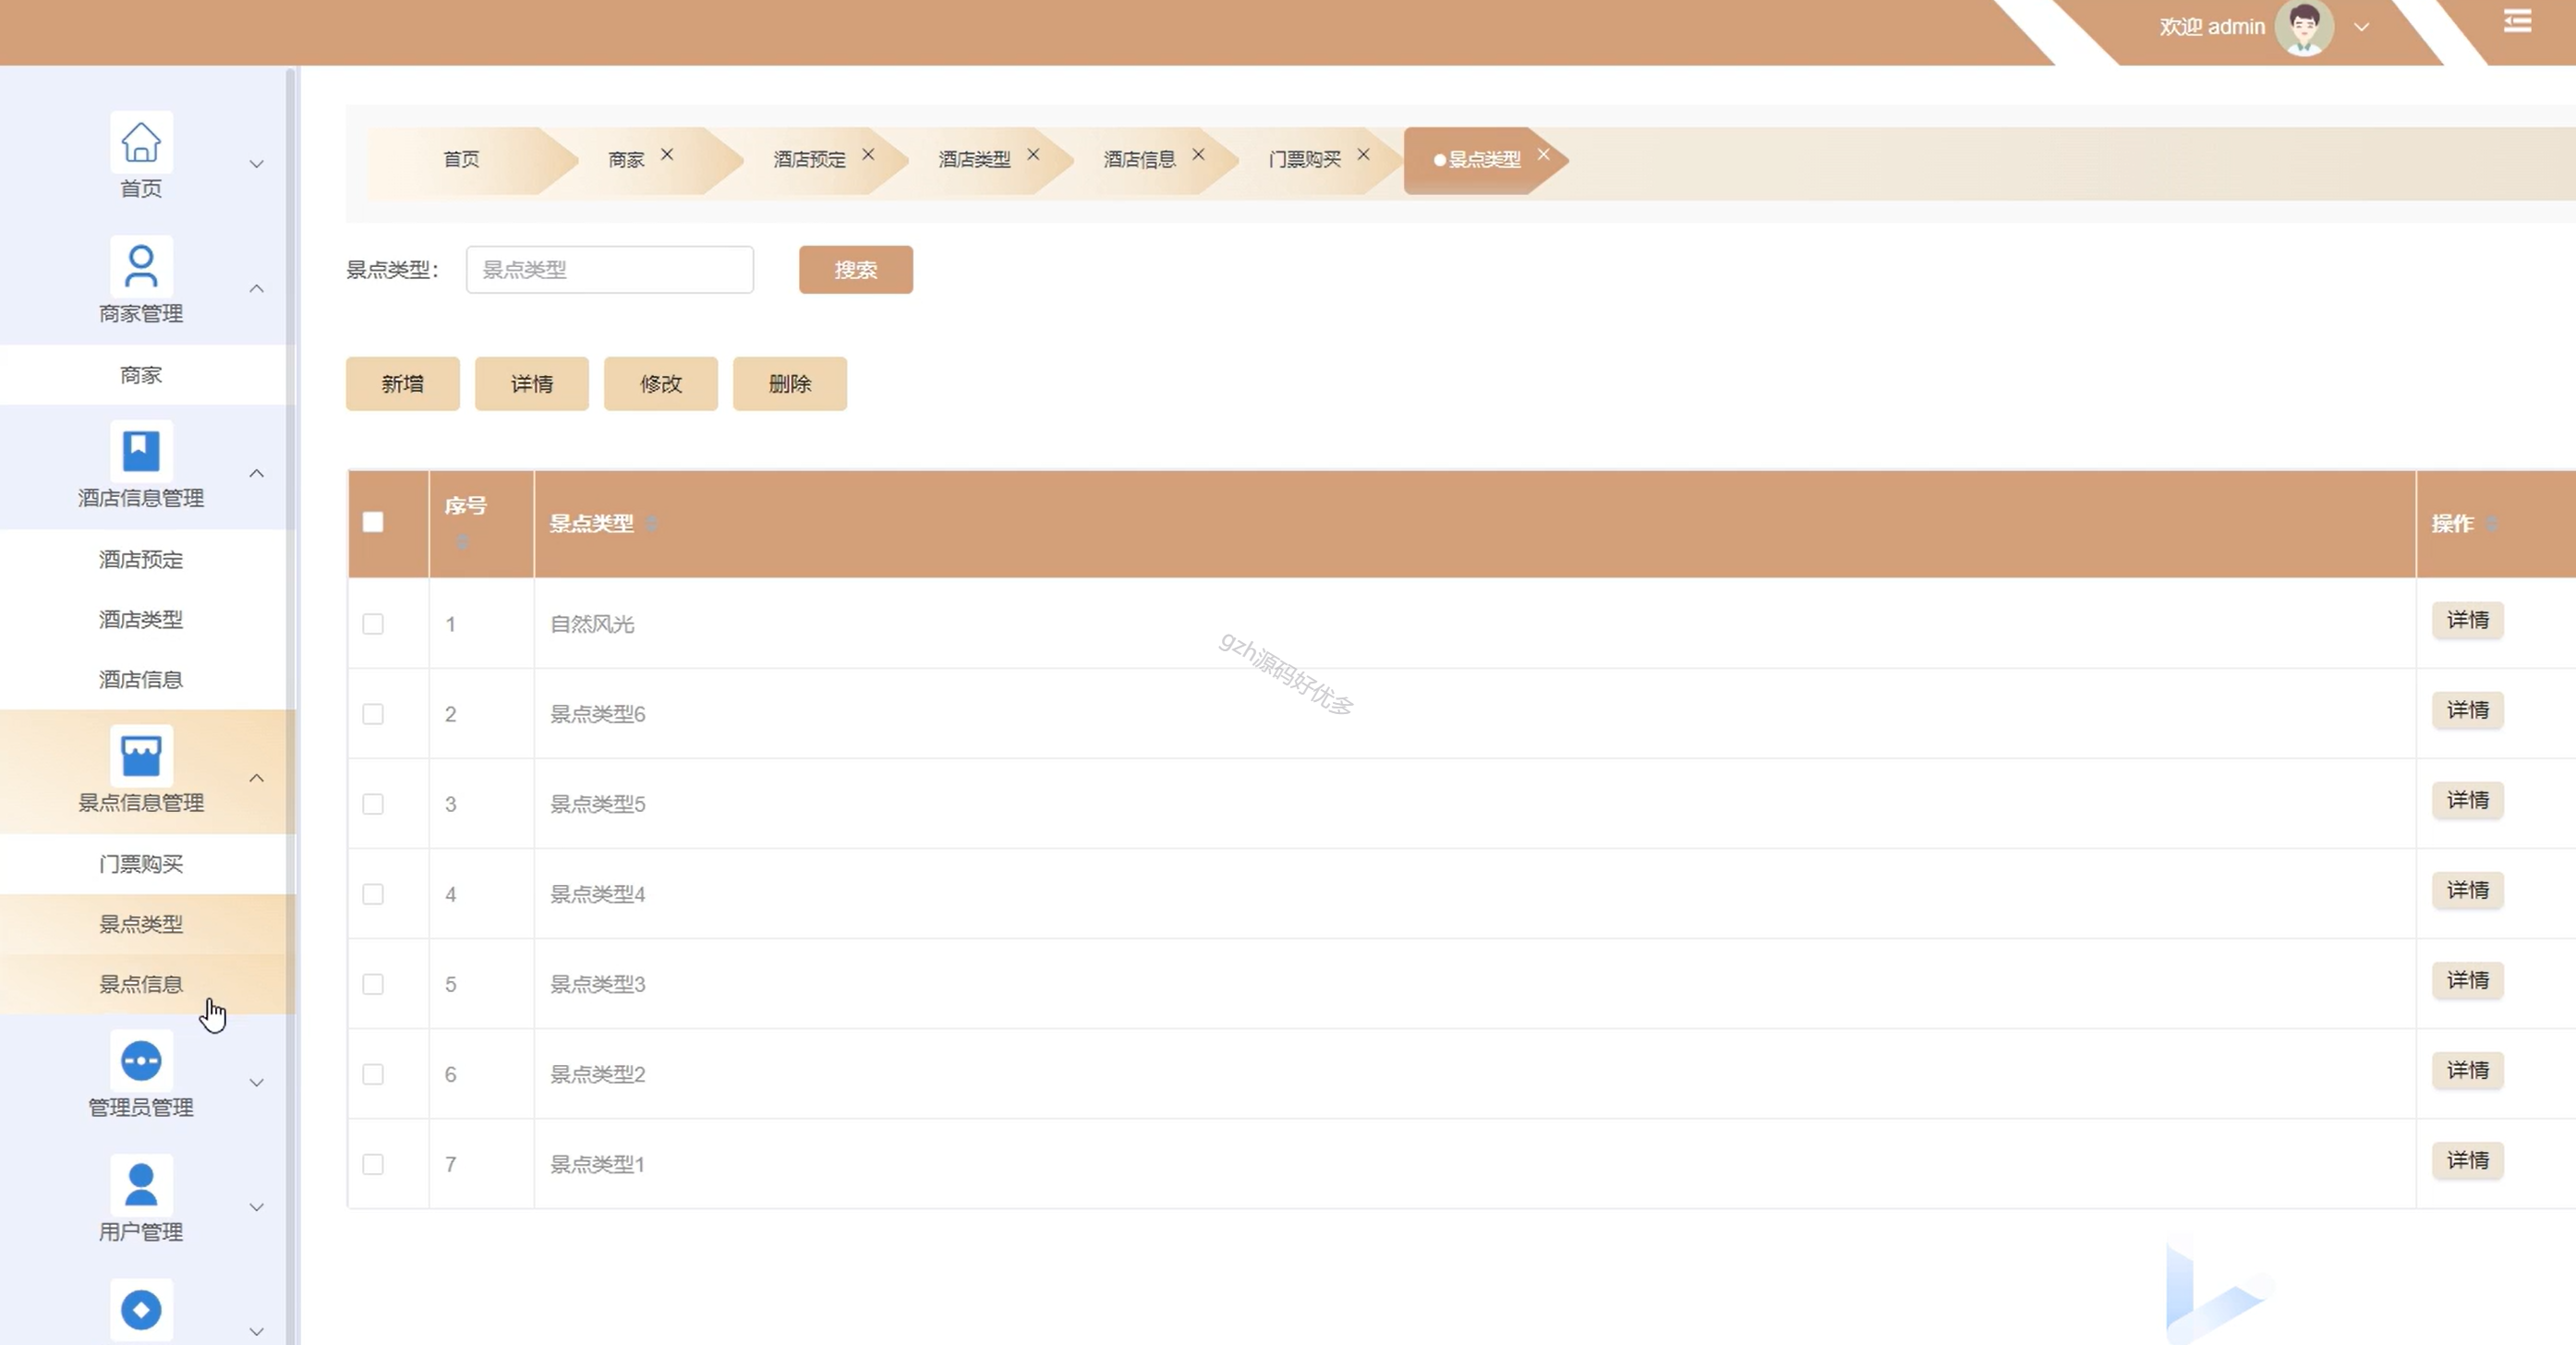 欢迎 admin
首页
商家管理
商家
酒店信息管理
酒店预定
酒店类型
酒店信息
景点信息管理
门票购买
景点类型
景点信息
管理员管理
用户管理
首页
商家
酒店预定
酒店类型
酒店信息
门票购买
景点类型
景点类型：
景点类型
搜索
新增
详情
修改
删除
序号
景点类型
操作
1
自然风光
详情
2
景点类型6
详情
3
景点类型5
详情
4
景点类型4
详情
5
景点类型3
详情
6
景点类型2
详情
7
景点类型1
详情
gzh源码好优多